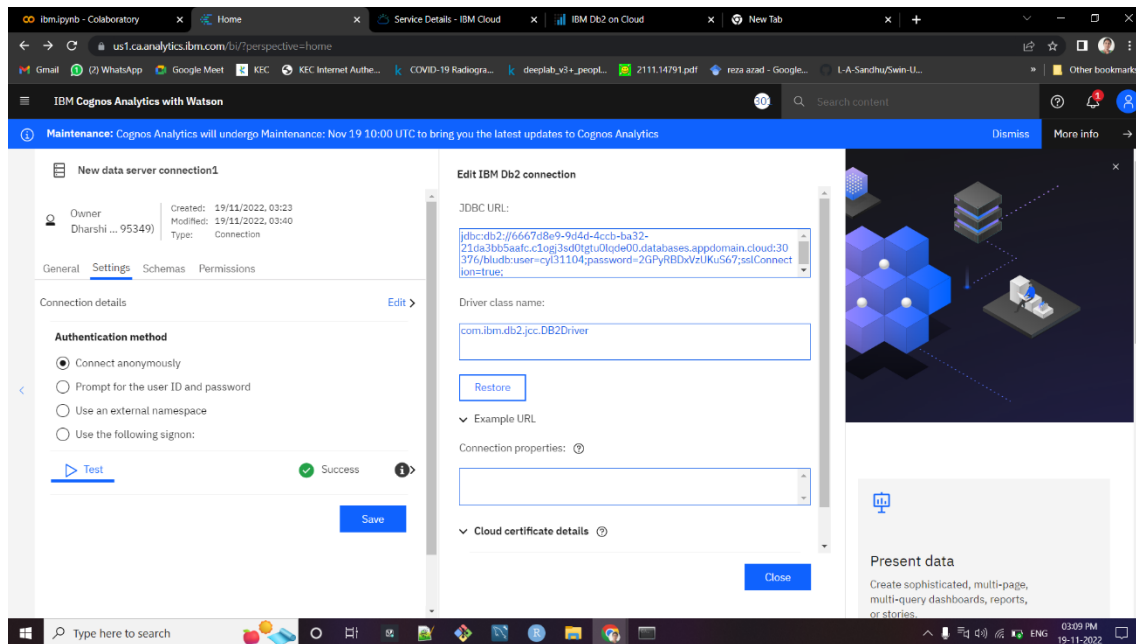 ibm.ipynb - Colaboratory
Home
Service Details - IBM Cloud
IBM Db2 on Cloud
New Tab
us1.ca.analytics.ibm.com/bi/?perspective=home
Gmail (2) WhatsApp Google Meet KEC KEC Internet Authe... COVID-19 Radiogra... deeplab_v3+_peopl... 2111.14791.pdf reza azad - Google... L-A-Sandhu/Swin-U... » Other bookmarks
IBM Cognos Analytics with Watson
Search content
1
Maintenance: Cognos Analytics will undergo Maintenance: Nov 19 10:00 UTC to bring you the latest updates to Cognos Analytics
Dismiss
More info
New data server connection1
Owner
Dharshi ... 95349)
Created: 19/11/2022, 03:23
Modified: 19/11/2022, 03:40
Type: Connection
General Settings Schemas Permissions
Connection details
Edit
Authentication method
Connect anonymously
Prompt for the user ID and password
Use an external namespace
Use the following signon:
Test
Success
Save
Edit IBM Db2 connection
JDBC URL:
jdbc:db2://6667d8e9-9d4d-4ccb-ba32-
21da3bb5aafc.c1ogj3sd0tgtu0lqde00.databases.appdomain.cloud:30
376/bludb:user=cyl31104;password=2GPyRBDxVzUKuS67;sslConnect
ion=true;
Driver class name:
com.ibm.db2.jcc.DB2Driver
Restore
Example URL
Connection properties:
Cloud certificate details
Close
Present data
Create sophisticated, multi-page,
multi-query dashboards, reports,
or stories.
Type here to search
ENG
03:09 PM
19-11-2022